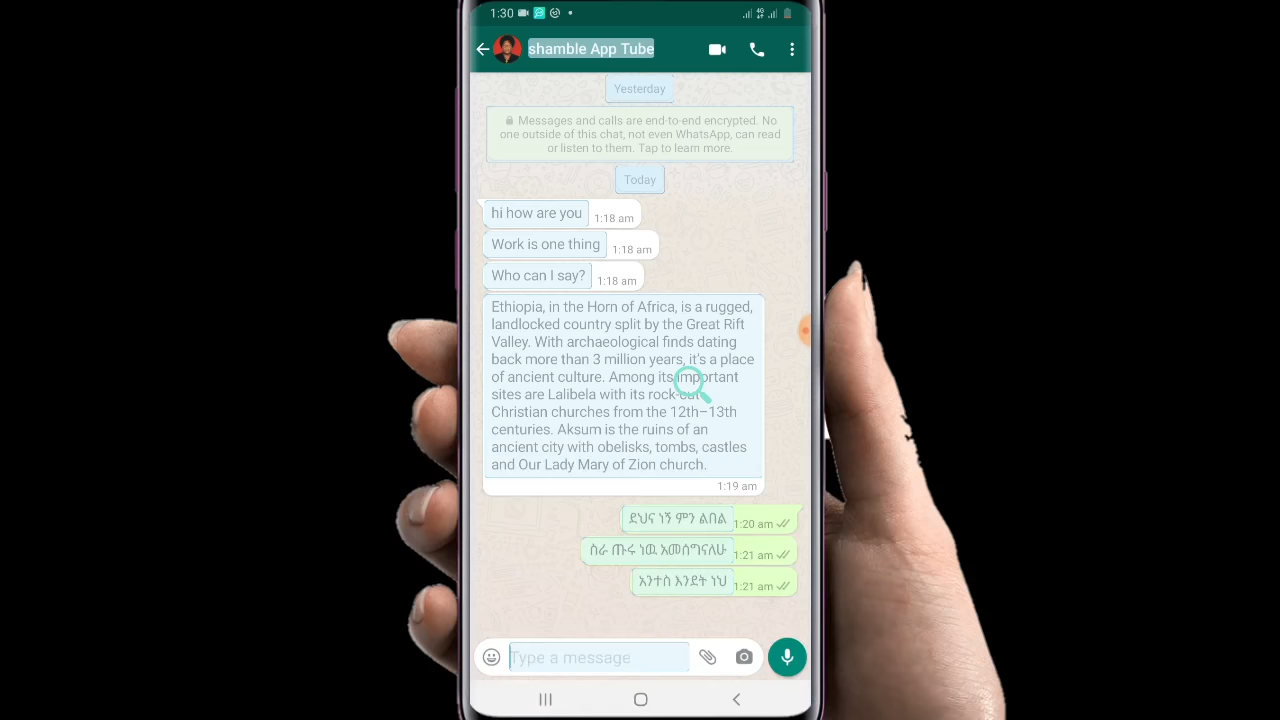 1:30
shamble App Tube
Yesterday
Messages and calls are end-to-end encrypted. No
one outside of this chat, not even WhatsApp, can read
or listen to them. Tap to learn more.
Today
hi how are you 1:18 am
Work is one thing 1:18 am
Who can I say? 1:18 am
Ethiopia, in the Horn of Africa, is a rugged,
landlocked country split by the Great Rift
Valley. With archaeological finds dating
back more than 3 million years, it's a place
of ancient culture. Among its important
sites are Lalibela with its rock-cut
Christian churches from the 12th–13th
centuries. Aksum is the ruins of an
ancient city with obelisks, tombs, castles
and Our Lady Mary of Zion church.
1:19 am
ደህና ነኝ ምን ልበል 1:20 am
ስራ ጡሩ ነዉ አመሰግናለሁ 1:21 am
አንተስ እንደት ነህ 1:21 am
Type a message